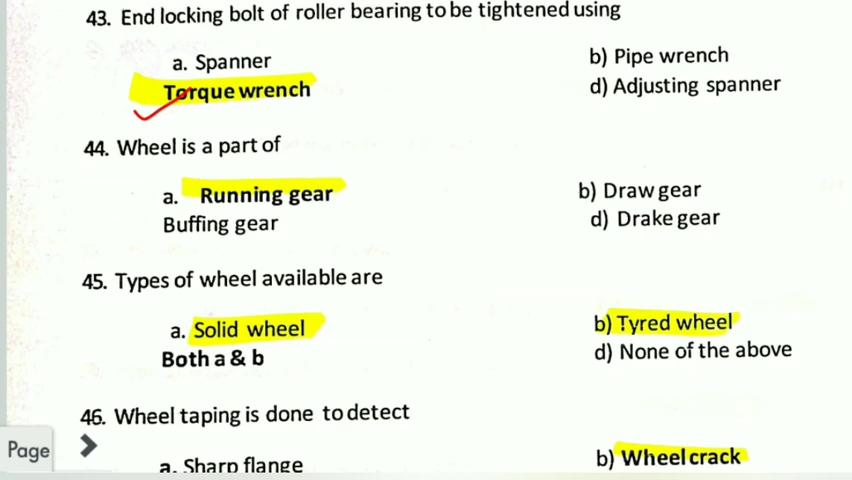 43. End locking bolt of roller bearing to be tightened using
a. Spanner
b) Pipe wrench
Torque wrench
d) Adjusting spanner
44. Wheel is a part of
a. Running gear
b) Draw gear
Buffing gear
d) Drake gear
45. Types of wheel available are
a. Solid wheel
b) Tyred wheel
Both a & b
d) None of the above
46. Wheel taping is done to detect
Page
a. Sharp flange
b) Wheel crack